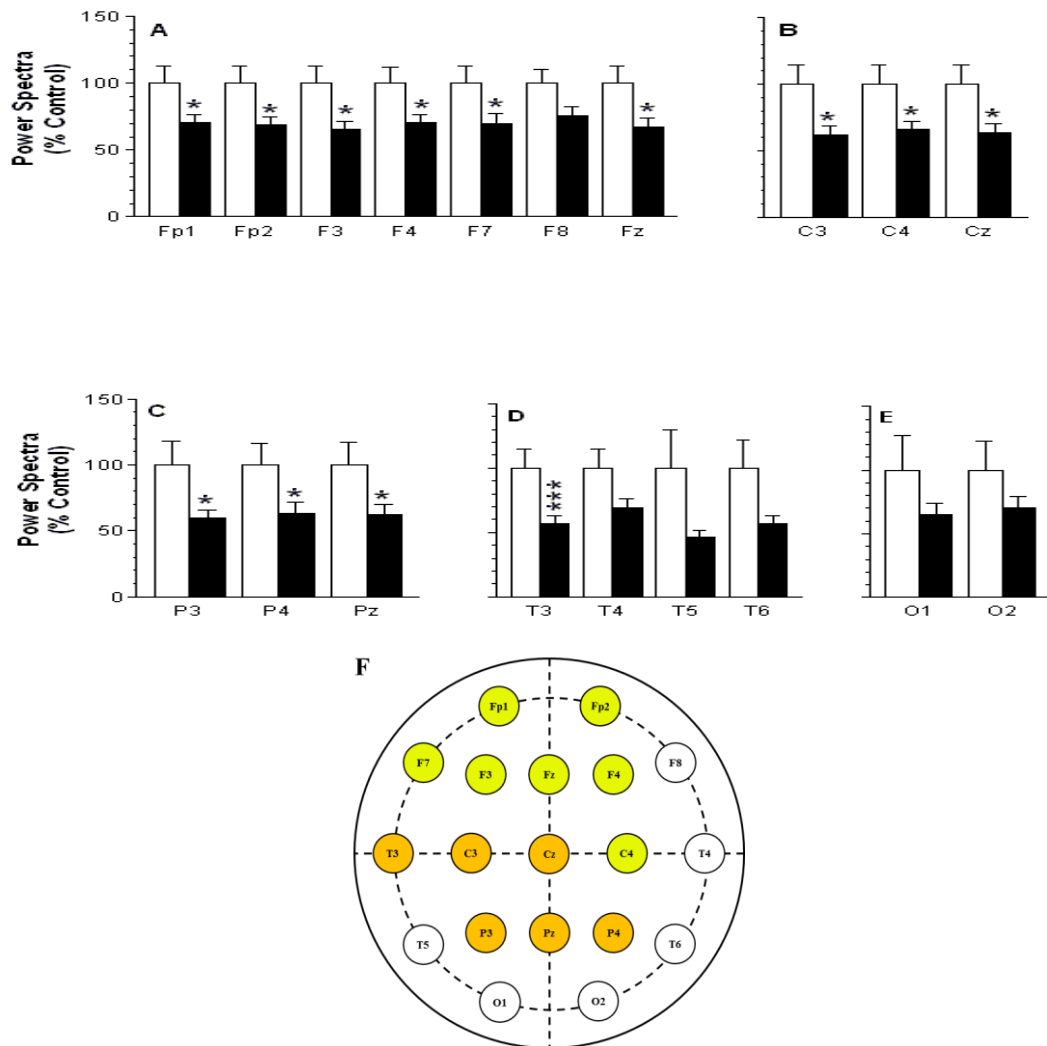 A
Power Spectra
(% Control)
150
100
50
0
* * * * * *
Fp1 Fp2 F3 F4 F7 F8 Fz
B
* * *
C3 C4 Cz
C
Power Spectra
(% Control)
150
100
50
0
* * *
P3 P4 Pz
D
***
T3 T4 T5 T6
E
O1 O2
F
Fp1 Fp2
F7 F3 Fz F4 F8
T3 C3 Cz C4 T4
P3 Pz P4
T5 T6
O1 O2